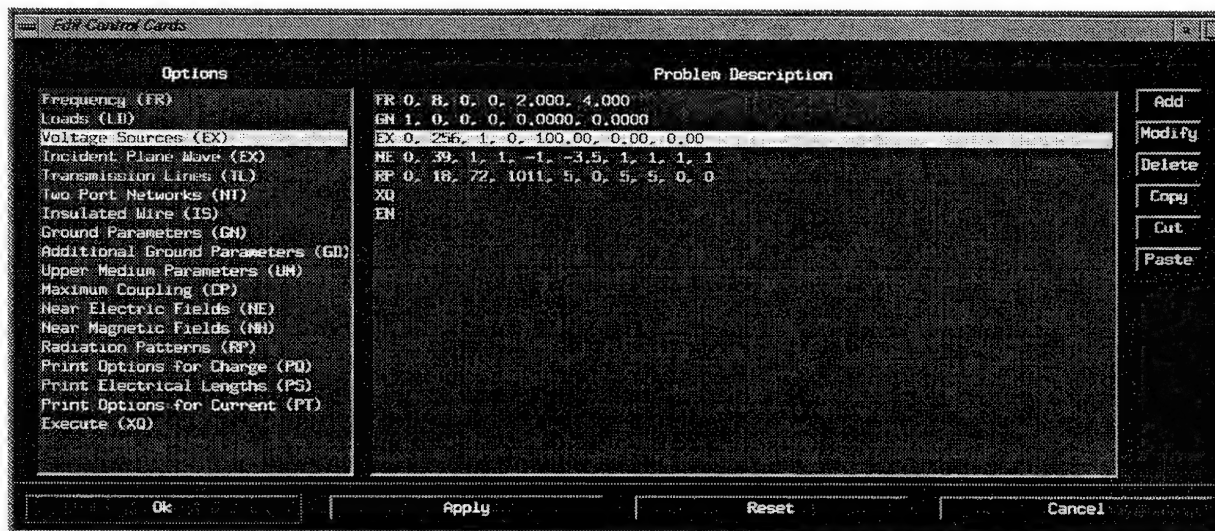 Edit Control Cards
Options
Frequency (FR)
Loads (LD)
Voltage Sources (EX)
Incident Plane Wave (EX)
Transmission Lines (TL)
Two Port Networks (NT)
Insulated Wire (IS)
Ground Parameters (GN)
Additional Ground Parameters (GD)
Upper Medium Parameters (UM)
Maximum Coupling (CP)
Near Electric Fields (NE)
Near Magnetic Fields (NH)
Radiation Patterns (RP)
Print Options for Charge (PQ)
Print Electrical Lengths (PS)
Print Options for Current (PT)
Execute (XQ)
Problem Description
FR 0, 8, 0, 0, 2.000, 4.000
GN 1, 0, 0, 0, 0.0000, 0.0000
EX 0, 256, 1, 0, 100.00, 0.00, 0.00
NE 0, 39, 1, 1, -1, -3.5, 1, 1, 1, 1
RP 0, 18, 72, 1011, 5, 0, 5, 5, 0, 0
XQ
EN
Add
Modify
Delete
Copy
Cut
Paste
Ok
Apply
Reset
Cancel